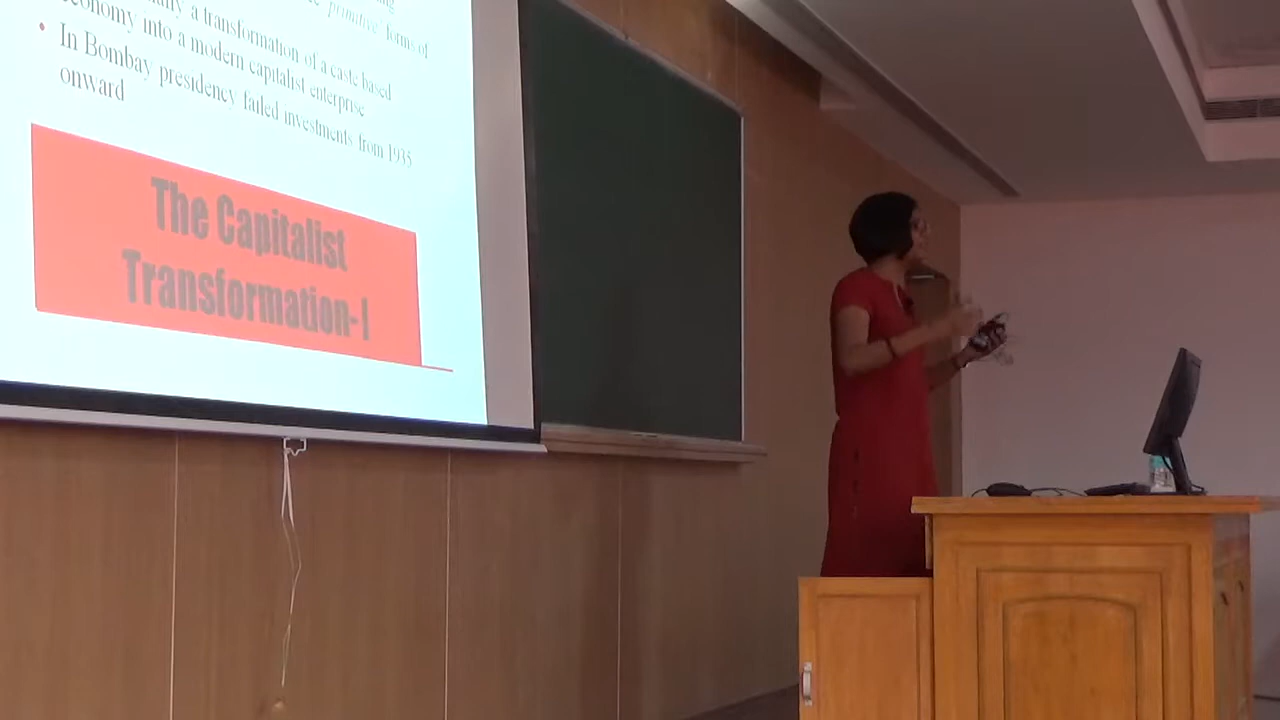 'primitive' forms of
a transformation of a caste based
economy into a modern capitalist enterprise
• In Bombay presidency failed investments from 1935
onward
The Capitalist
Transformation-1